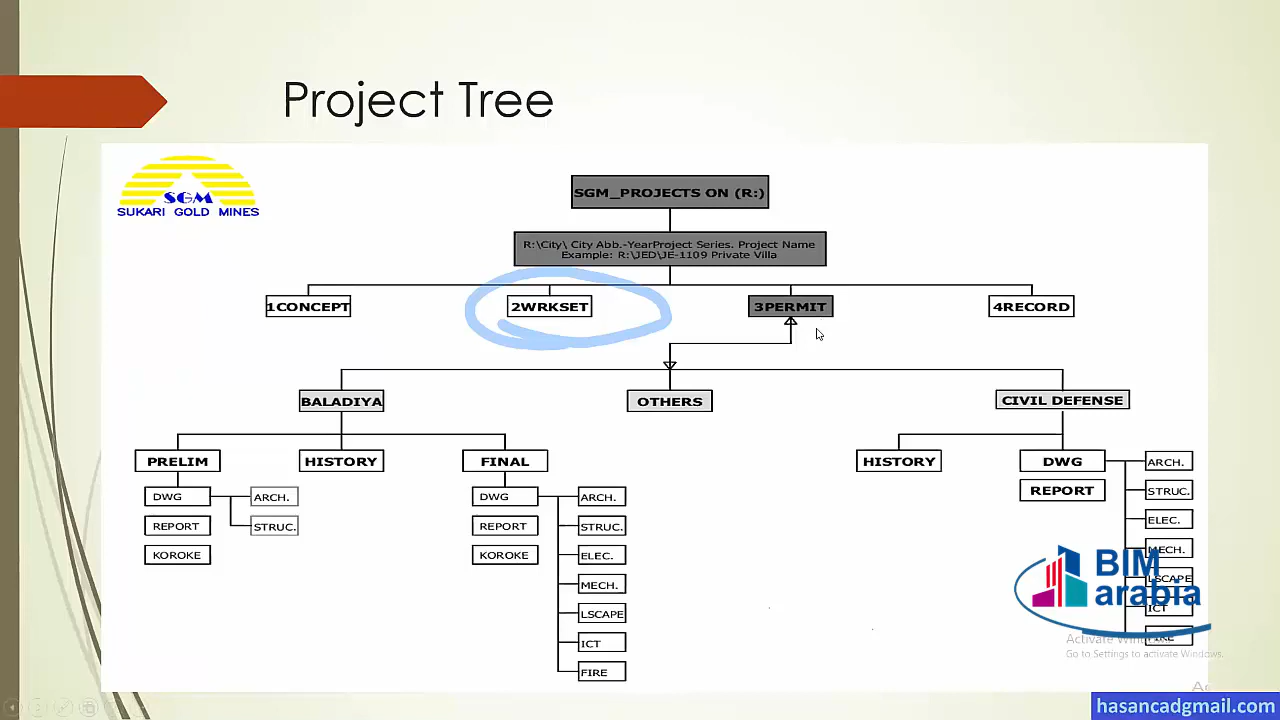 Project Tree
SGM
SUKARI GOLD MINES
SGM_PROJECTS ON (R:)
R:\City\ City Abb.-YearProject Series. Project Name
Example: R:\JED\JE-1109 Private Villa
1CONCEPT
2WRKSET
3PERMIT
4RECORD
BALADIYA
OTHERS
CIVIL DEFENSE
PRELIM
HISTORY
FINAL
HISTORY
DWG
REPORT
DWG
REPORT
KOROKE
ARCH.
STRUC.
DWG
REPORT
KOROKE
ARCH.
STRUC.
ELEC.
MECH.
LSCAPE
ICT
FIRE
ARCH.
STRUC.
ELEC.
MECH.
LSCAPE
ICT
FIRE
BIM
arabia
Activate
Go to Settings to activate Windows.
hasancadgmail.com